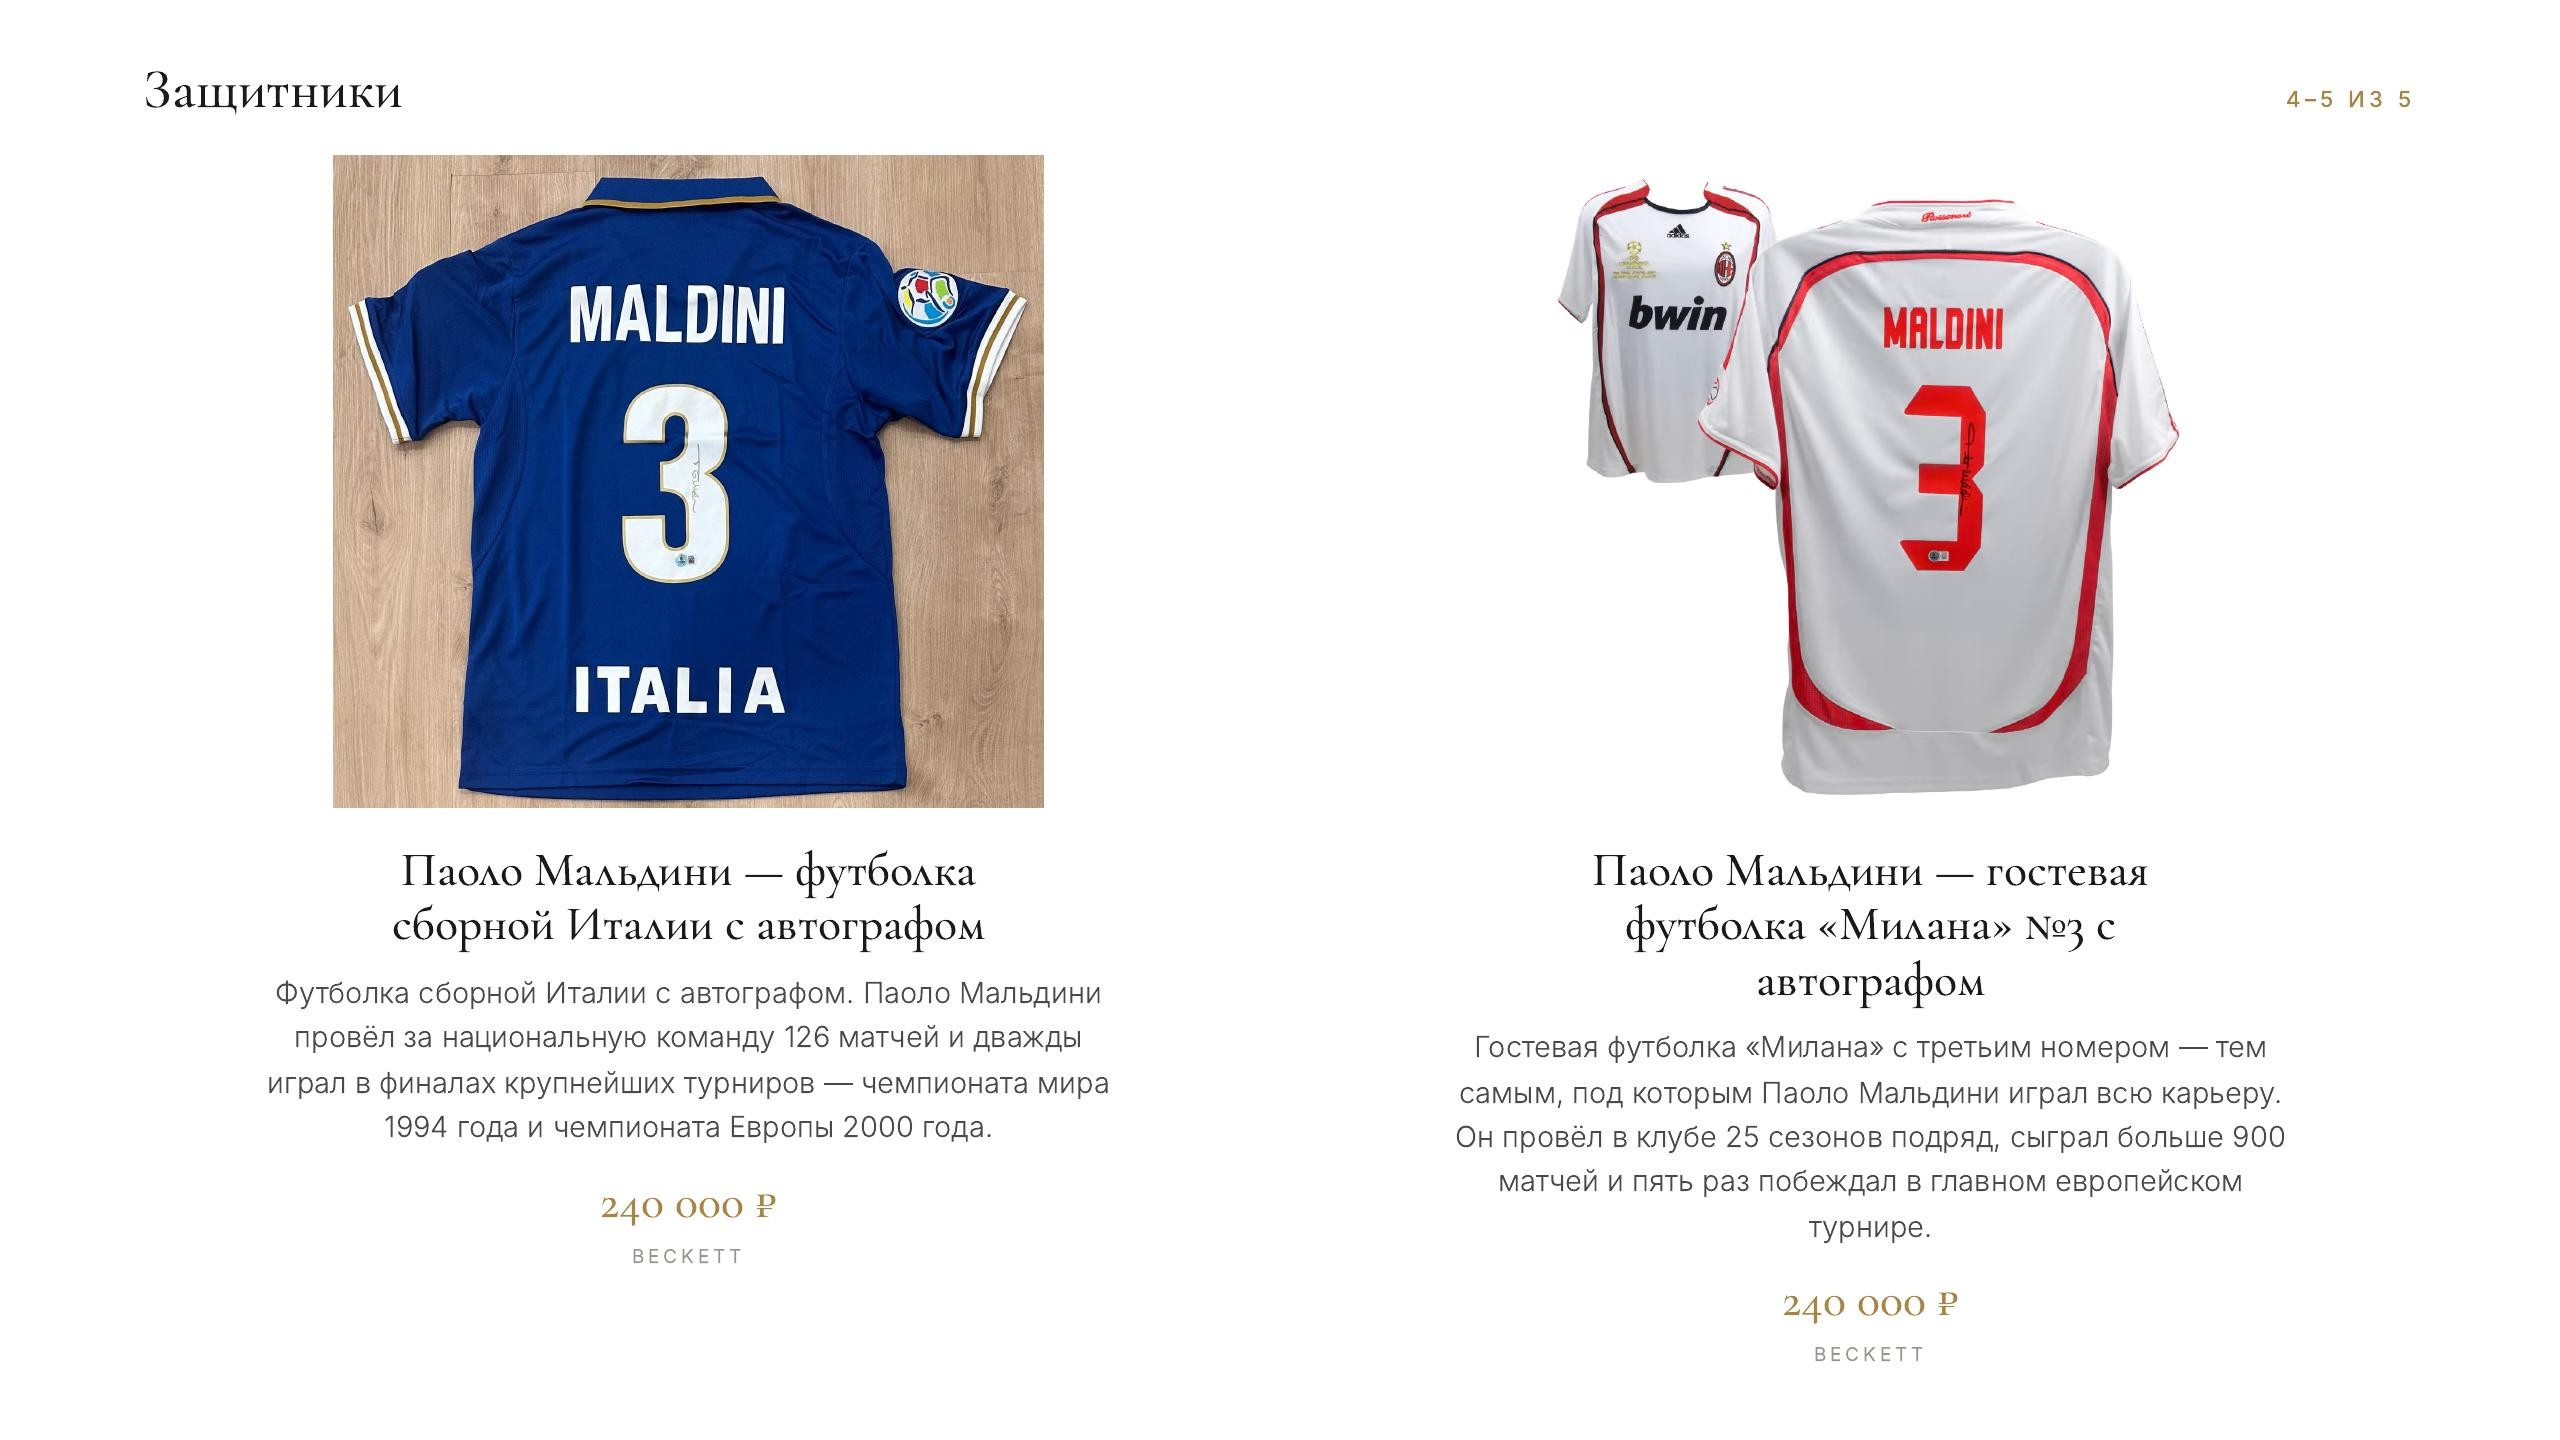 Защитники
4–5 ИЗ 5
MALDINI
3
ITALIA
Rossoneri
adidas
bwin
MALDINI
3
Паоло Мальдини — футболка
сборной Италии с автографом
Футболка сборной Италии с автографом. Паоло Мальдини
провёл за национальную команду 126 матчей и дважды
играл в финалах крупнейших турниров — чемпионата мира
1994 года и чемпионата Европы 2000 года.
240 000 ₽
BECKETT
Паоло Мальдини — гостевая
футболка «Милана» №3 с
автографом
Гостевая футболка «Милана» с третьим номером — тем
самым, под которым Паоло Мальдини играл всю карьеру.
Он провёл в клубе 25 сезонов подряд, сыграл больше 900
матчей и пять раз побеждал в главном европейском
турнире.
240 000 ₽
BECKETT